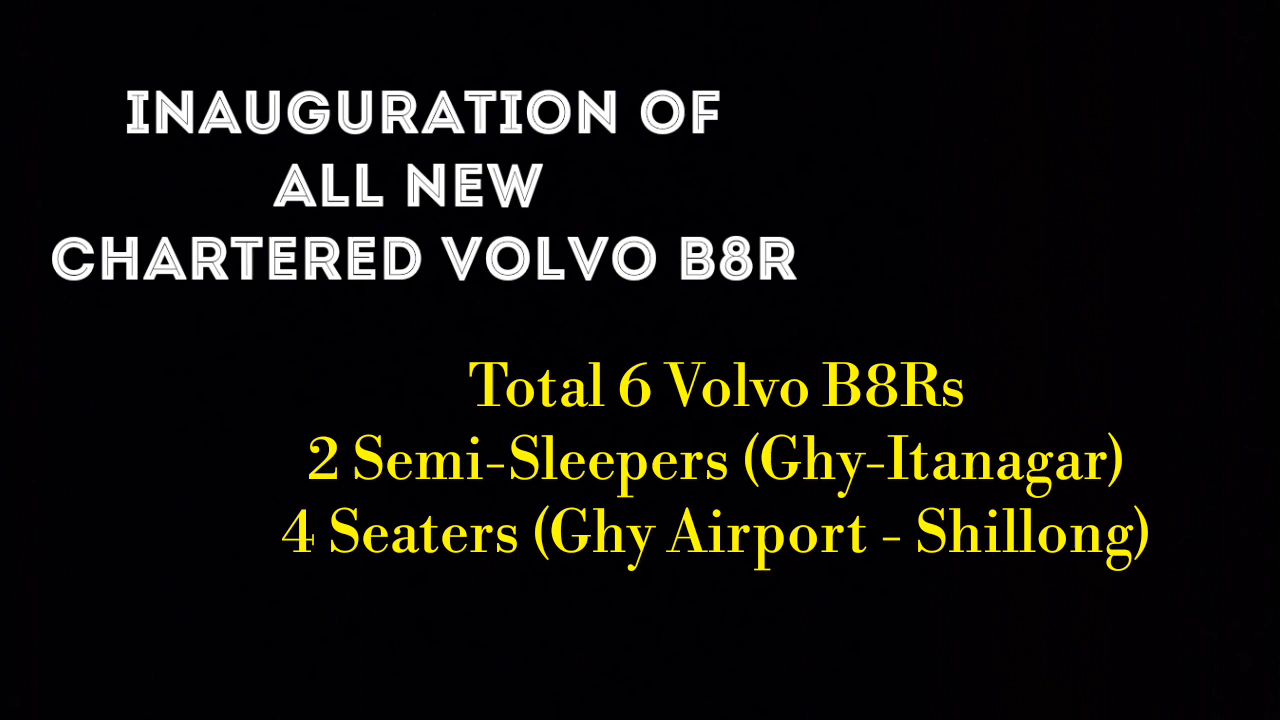 INAUGURATION OF
ALL NEW
CHARTERED VOLVO B8R
Total 6 Volvo B8Rs
2 Semi-Sleepers (Ghy-Itanagar)
4 Seaters (Ghy Airport - Shillong)